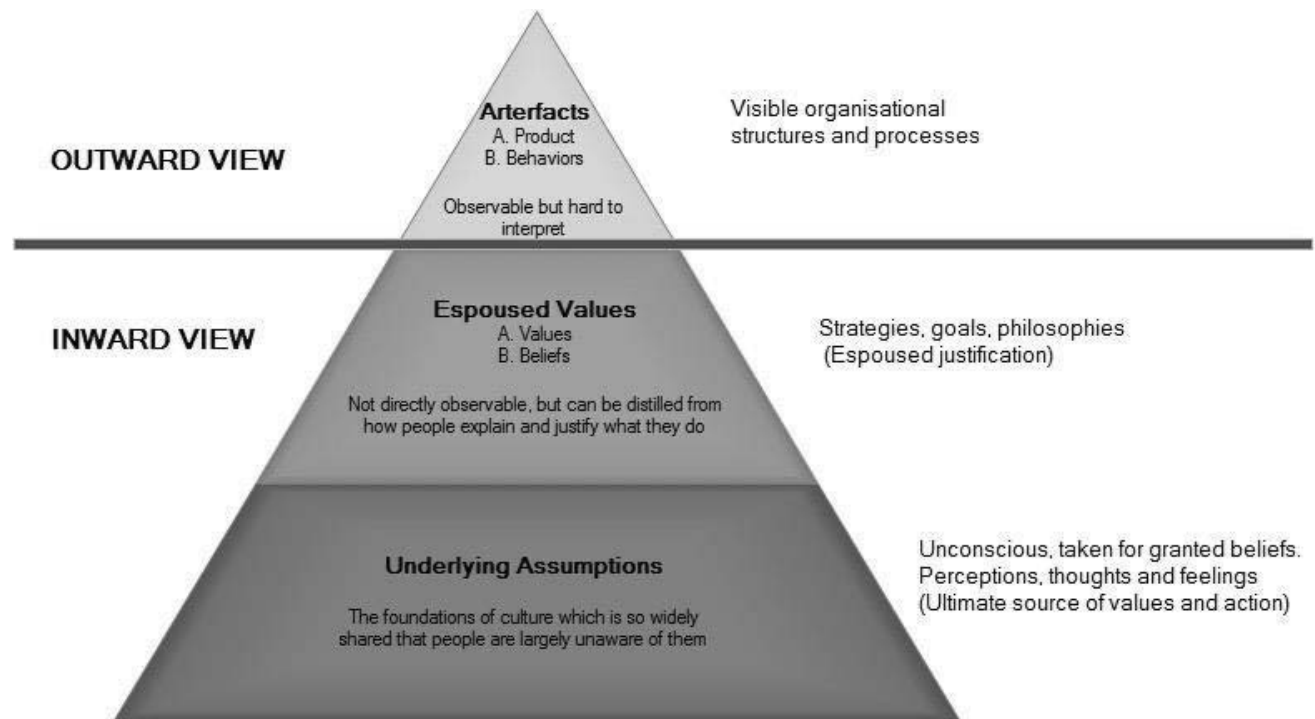 Arterfacts
A. Product
B. Behaviors
Observable but hard to
interpret
OUTWARD VIEW
Visible organisational
structures and processes
Espoused Values
A. Values
B. Beliefs
Not directly observable, but can be distilled from
how people explain and justify what they do
INWARD VIEW
Strategies, goals, philosophies
(Espoused justification)
Underlying Assumptions
The foundations of culture which is so widely
shared that people are largely unaware of them
Unconscious, taken for granted beliefs.
Perceptions, thoughts and feelings
(Ultimate source of values and action)